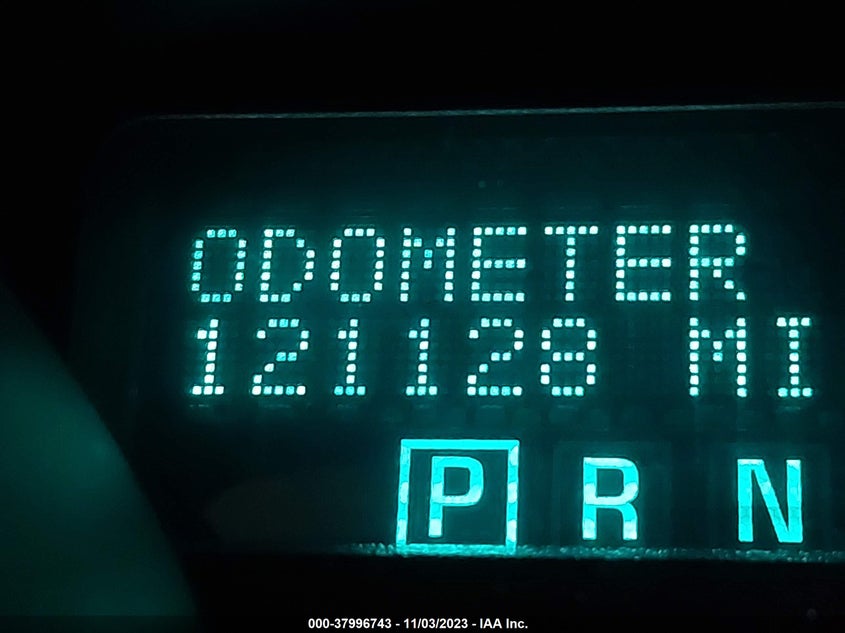 ODOMETER
121128 MI
P R N
000-37996743 - 11/03/2023 - IAA Inc.